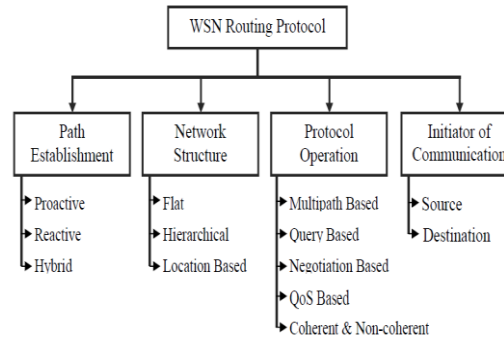 WSN Routing Protocol
Path
Establishment
Network
Structure
Protocol
Operation
Initiator of
Communication
Proactive
Reactive
Hybrid
Flat
Hierarchical
Location Based
Multipath Based
Query Based
Negotiation Based
QoS Based
Coherent & Non-coherent
Source
Destination